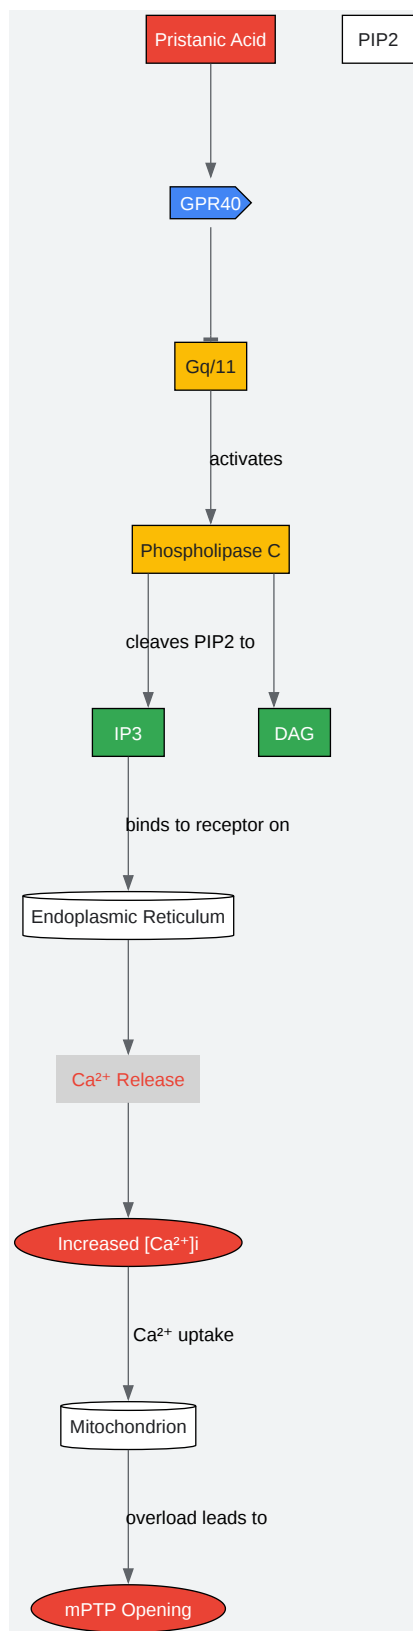 Pristanic Acid
PIP2
GPR40
Gq/11
activates
Phospholipase C
cleaves PIP2 to
IP3
DAG
binds to receptor on
Endoplasmic Reticulum
Ca²⁺ Release
Increased [Ca²⁺]i
Ca²⁺ uptake
Mitochondrion
overload leads to
mPTP Opening